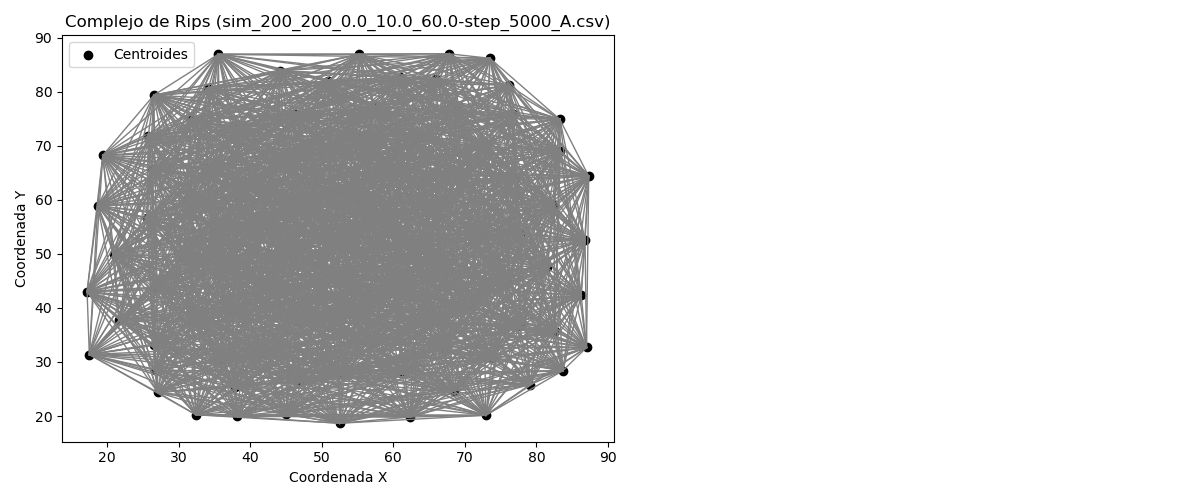 Complejo de Rips (sim_200_200_0.0_10.0_60.0-step_5000_A.csv)
Centroides
90
80
70
60
50
40
30
20
Coordenada Y
20 30 40 50 60 70 80 90
Coordenada X